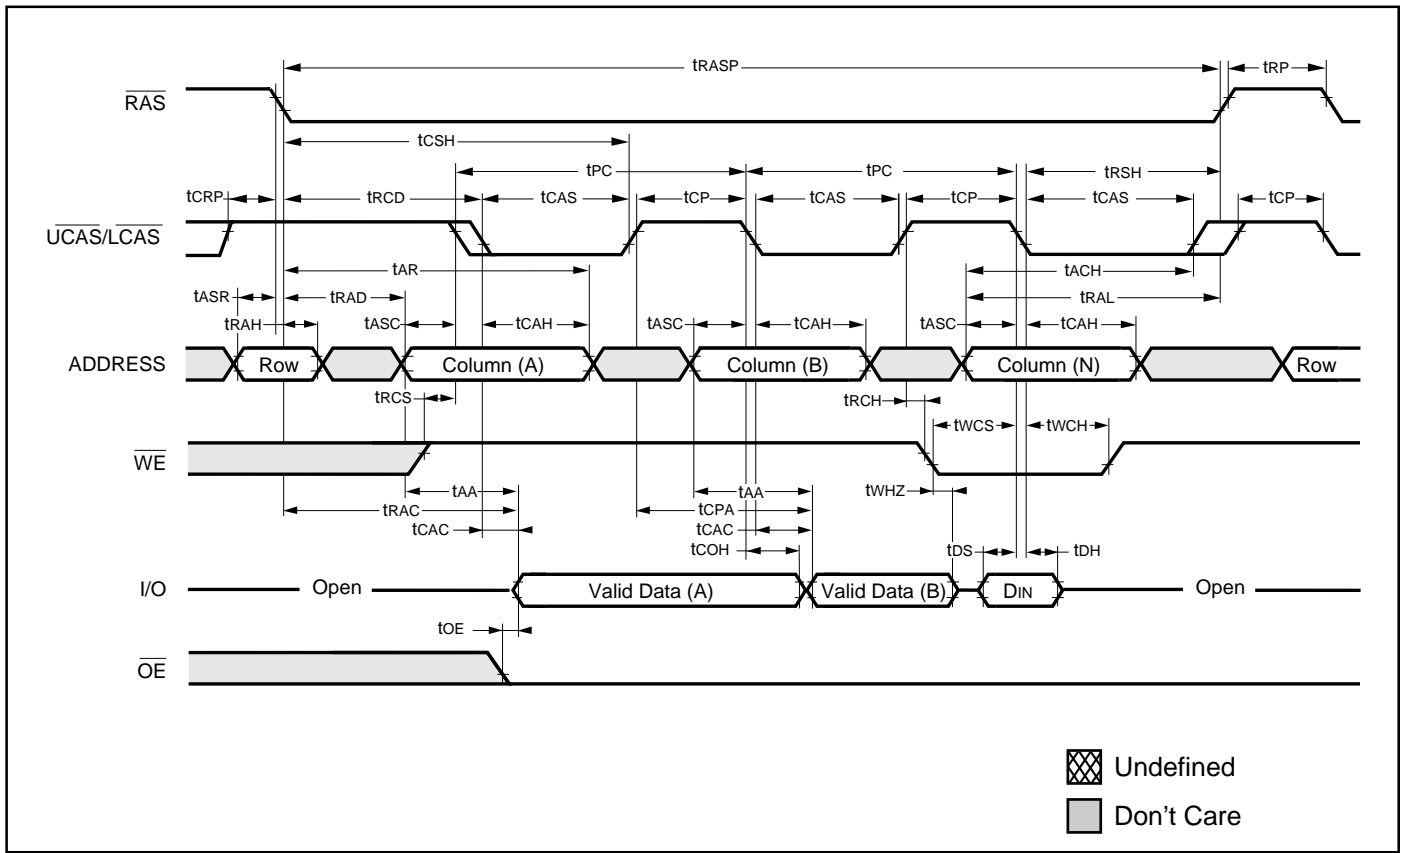 tRASP
tRP
RAS
tCSH
tPC
tPC
tRSH
tCRP
tRCD
tCAS
tCP
tCAS
tCP
tCAS
tCP
UCAS/LCAS
tAR
tACH
tASR
tRAD
tRAL
tRAH
tASC
tCAH
tASC
tCAH
tASC
tCAH
ADDRESS
Row
Column (A)
Column (B)
Column (N)
Row
tRCS
tRCH
tWCS
tWCH
WE
tAA
tAA
tWHZ
tRAC
tCPA
tCAC
tCAC
tCOH
tDS
tDH
I/O
Open
Valid Data (A)
Valid Data (B)
DIN
Open
tOE
OE
Undefined
Don't Care